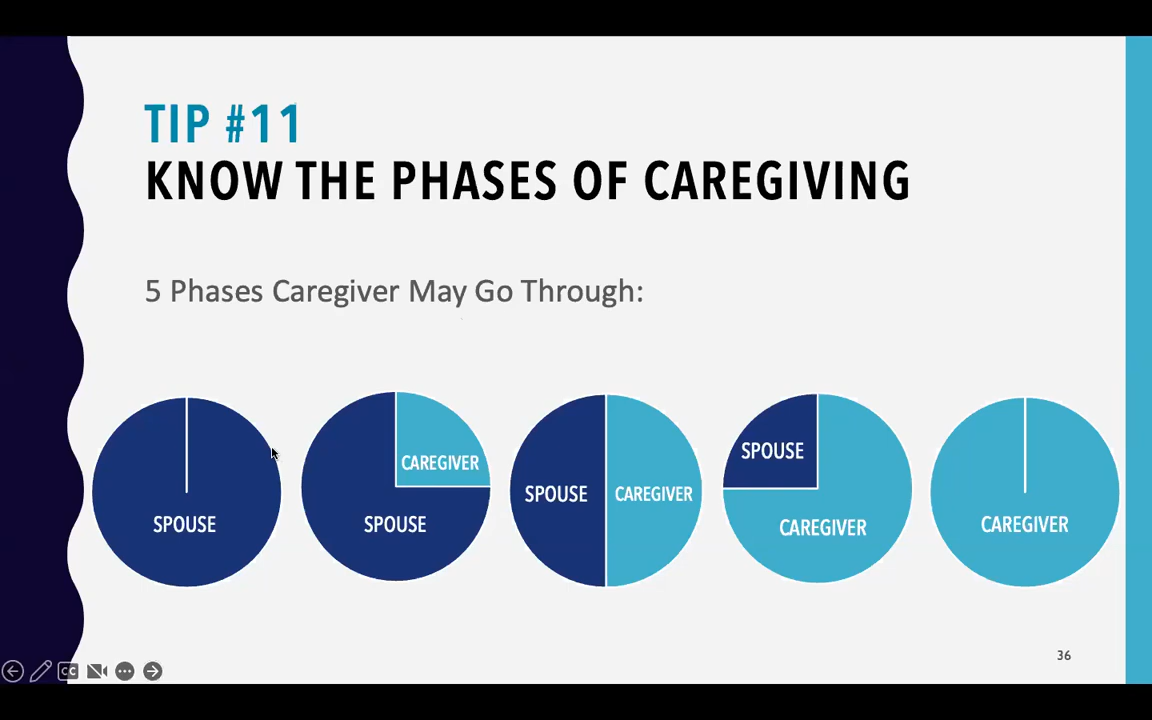 TIP #11
KNOW THE PHASES OF CAREGIVING
5 Phases Caregiver May Go Through:
SPOUSE
CAREGIVER
SPOUSE
SPOUSE
CAREGIVER
SPOUSE
CAREGIVER
CAREGIVER
36
CC